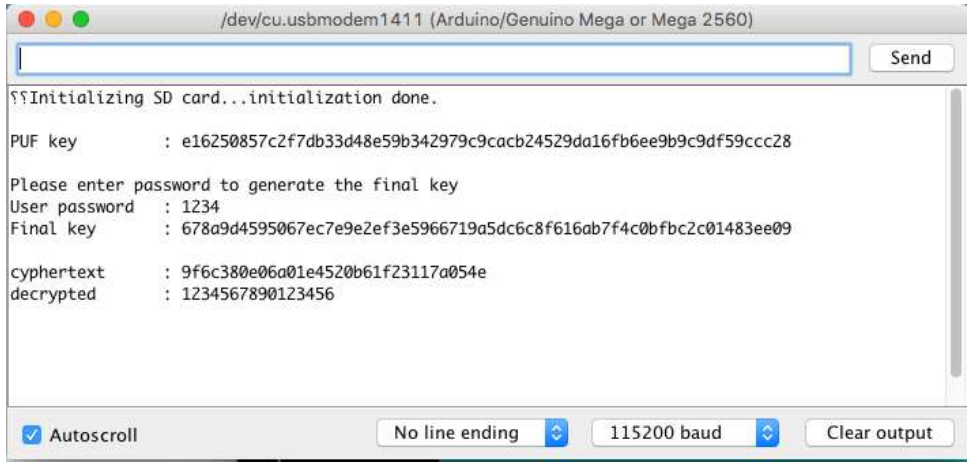 /dev/cu.usbmodem1411 (Arduino/Genuino Mega or Mega 2560)
Send
⸮⸮Initializing SD card...initialization done.
PUF key : e16250857c2f7db33d48e59b342979c9cacb24529da16fb6ee9b9c9df59ccc28
Please enter password to generate the final key
User password : 1234
Final key : 678a9d4595067ec7e9e2ef3e5966719a5dc6c8f616ab7f4c0bfbc2c01483ee09
cyphertext : 9f6c380e06a01e4520b61f23117a054e
decrypted : 1234567890123456
Autoscroll
No line ending
115200 baud
Clear output